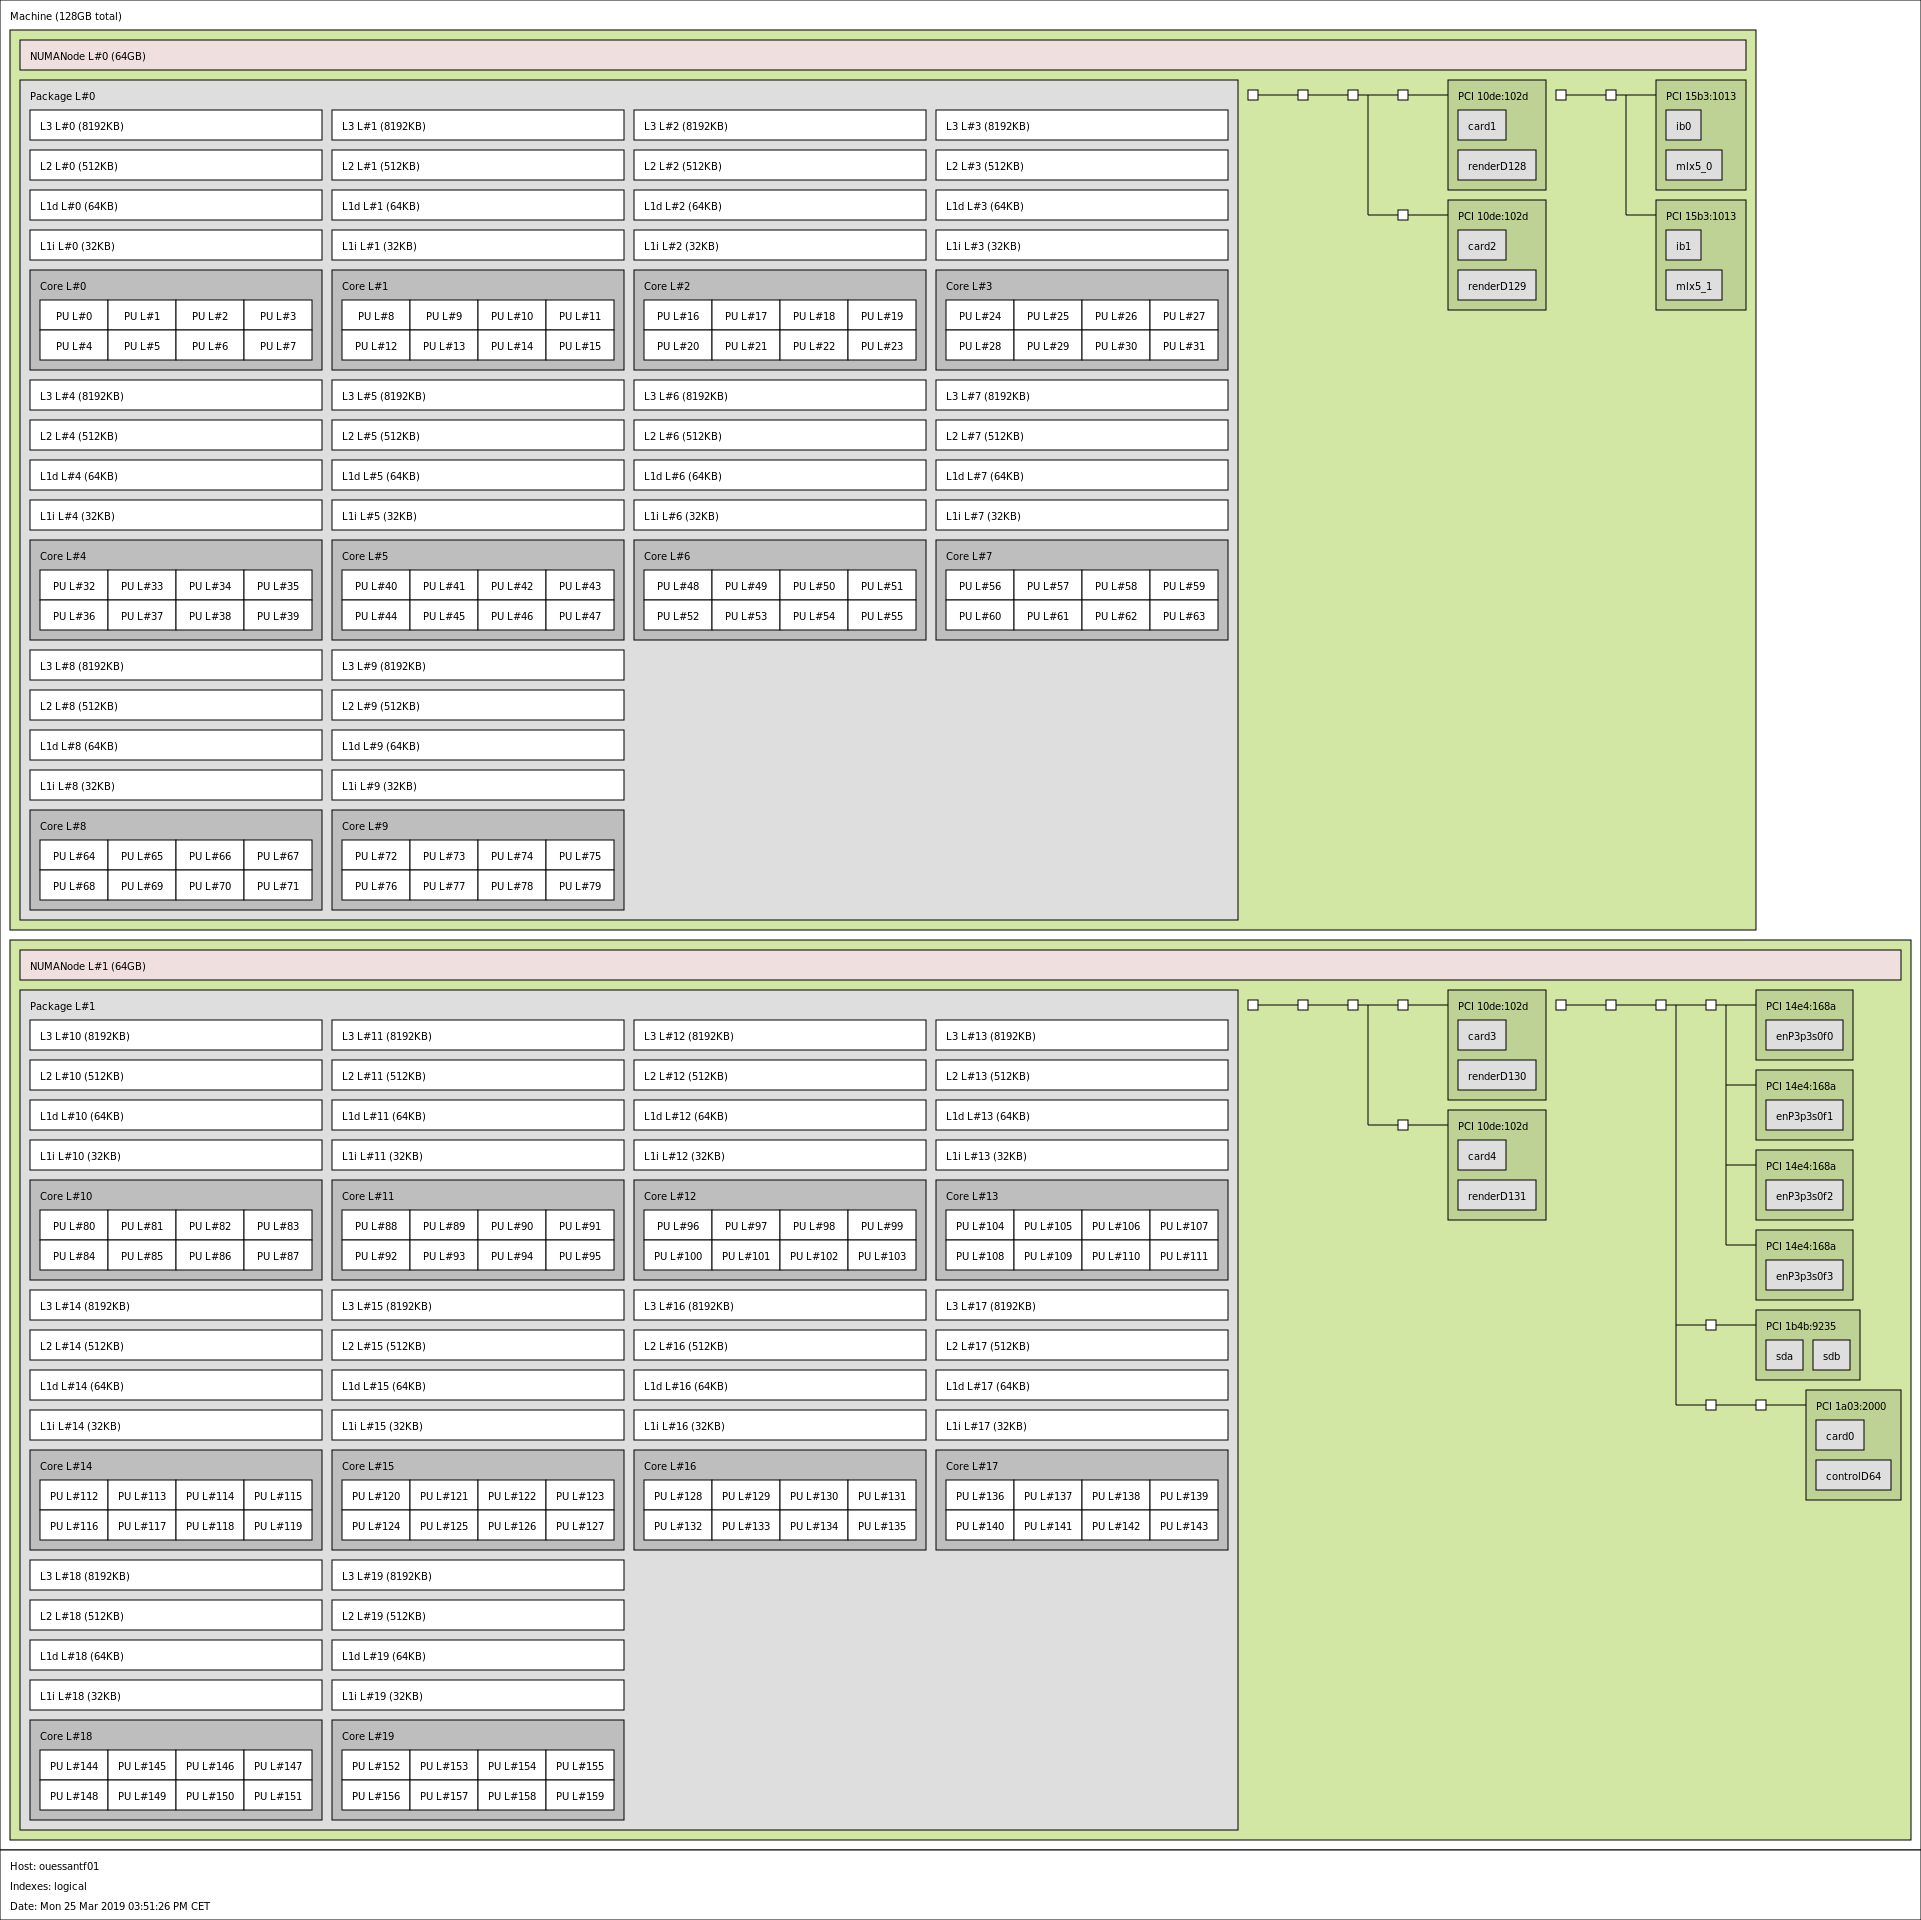 Machine (128GB total)
NUMANode L#0 (64GB)
Package L#0
L3 L#0 (8192KB) L3 L#1 (8192KB) L3 L#2 (8192KB) L3 L#3 (8192KB)
L2 L#0 (512KB) L2 L#1 (512KB) L2 L#2 (512KB) L2 L#3 (512KB)
L1d L#0 (64KB) L1d L#1 (64KB) L1d L#2 (64KB) L1d L#3 (64KB)
L1i L#0 (32KB) L1i L#1 (32KB) L1i L#2 (32KB) L1i L#3 (32KB)
Core L#0 Core L#1 Core L#2 Core L#3
PU L#0 PU L#1 PU L#2 PU L#3 PU L#8 PU L#9 PU L#10 PU L#11 PU L#16 PU L#17 PU L#18 PU L#19 PU L#24 PU L#25 PU L#26 PU L#27
PU L#4 PU L#5 PU L#6 PU L#7 PU L#12 PU L#13 PU L#14 PU L#15 PU L#20 PU L#21 PU L#22 PU L#23 PU L#28 PU L#29 PU L#30 PU L#31
L3 L#4 (8192KB) L3 L#5 (8192KB) L3 L#6 (8192KB) L3 L#7 (8192KB)
L2 L#4 (512KB) L2 L#5 (512KB) L2 L#6 (512KB) L2 L#7 (512KB)
L1d L#4 (64KB) L1d L#5 (64KB) L1d L#6 (64KB) L1d L#7 (64KB)
L1i L#4 (32KB) L1i L#5 (32KB) L1i L#6 (32KB) L1i L#7 (32KB)
Core L#4 Core L#5 Core L#6 Core L#7
PU L#32 PU L#33 PU L#34 PU L#35 PU L#40 PU L#41 PU L#42 PU L#43 PU L#48 PU L#49 PU L#50 PU L#51 PU L#56 PU L#57 PU L#58 PU L#59
PU L#36 PU L#37 PU L#38 PU L#39 PU L#44 PU L#45 PU L#46 PU L#47 PU L#52 PU L#53 PU L#54 PU L#55 PU L#60 PU L#61 PU L#62 PU L#63
L3 L#8 (8192KB) L3 L#9 (8192KB)
L2 L#8 (512KB) L2 L#9 (512KB)
L1d L#8 (64KB) L1d L#9 (64KB)
L1i L#8 (32KB) L1i L#9 (32KB)
Core L#8 Core L#9
PU L#64 PU L#65 PU L#66 PU L#67 PU L#72 PU L#73 PU L#74 PU L#75
PU L#68 PU L#69 PU L#70 PU L#71 PU L#76 PU L#77 PU L#78 PU L#79
PCI 10de:102d
card1
renderD128
PCI 10de:102d
card2
renderD129
PCI 15b3:1013
ib0
mlx5_0
PCI 15b3:1013
ib1
mlx5_1
NUMANode L#1 (64GB)
Package L#1
L3 L#10 (8192KB) L3 L#11 (8192KB) L3 L#12 (8192KB) L3 L#13 (8192KB)
L2 L#10 (512KB) L2 L#11 (512KB) L2 L#12 (512KB) L2 L#13 (512KB)
L1d L#10 (64KB) L1d L#11 (64KB) L1d L#12 (64KB) L1d L#13 (64KB)
L1i L#10 (32KB) L1i L#11 (32KB) L1i L#12 (32KB) L1i L#13 (32KB)
Core L#10 Core L#11 Core L#12 Core L#13
PU L#80 PU L#81 PU L#82 PU L#83 PU L#88 PU L#89 PU L#90 PU L#91 PU L#96 PU L#97 PU L#98 PU L#99 PU L#104 PU L#105 PU L#106 PU L#107
PU L#84 PU L#85 PU L#86 PU L#87 PU L#92 PU L#93 PU L#94 PU L#95 PU L#100 PU L#101 PU L#102 PU L#103 PU L#108 PU L#109 PU L#110 PU L#111
L3 L#14 (8192KB) L3 L#15 (8192KB) L3 L#16 (8192KB) L3 L#17 (8192KB)
L2 L#14 (512KB) L2 L#15 (512KB) L2 L#16 (512KB) L2 L#17 (512KB)
L1d L#14 (64KB) L1d L#15 (64KB) L1d L#16 (64KB) L1d L#17 (64KB)
L1i L#14 (32KB) L1i L#15 (32KB) L1i L#16 (32KB) L1i L#17 (32KB)
Core L#14 Core L#15 Core L#16 Core L#17
PU L#112 PU L#113 PU L#114 PU L#115 PU L#120 PU L#121 PU L#122 PU L#123 PU L#128 PU L#129 PU L#130 PU L#131 PU L#136 PU L#137 PU L#138 PU L#139
PU L#116 PU L#117 PU L#118 PU L#119 PU L#124 PU L#125 PU L#126 PU L#127 PU L#132 PU L#133 PU L#134 PU L#135 PU L#140 PU L#141 PU L#142 PU L#143
L3 L#18 (8192KB) L3 L#19 (8192KB)
L2 L#18 (512KB) L2 L#19 (512KB)
L1d L#18 (64KB) L1d L#19 (64KB)
L1i L#18 (32KB) L1i L#19 (32KB)
Core L#18 Core L#19
PU L#144 PU L#145 PU L#146 PU L#147 PU L#152 PU L#153 PU L#154 PU L#155
PU L#148 PU L#149 PU L#150 PU L#151 PU L#156 PU L#157 PU L#158 PU L#159
PCI 10de:102d
card3
renderD130
PCI 10de:102d
card4
renderD131
PCI 14e4:168a
enP3p3s0f0
PCI 14e4:168a
enP3p3s0f1
PCI 14e4:168a
enP3p3s0f2
PCI 14e4:168a
enP3p3s0f3
PCI 1b4b:9235
sda sdb
PCI 1a03:2000
card0
controlD64
Host: ouessantf01
Indexes: logical
Date: Mon 25 Mar 2019 03:51:26 PM CET